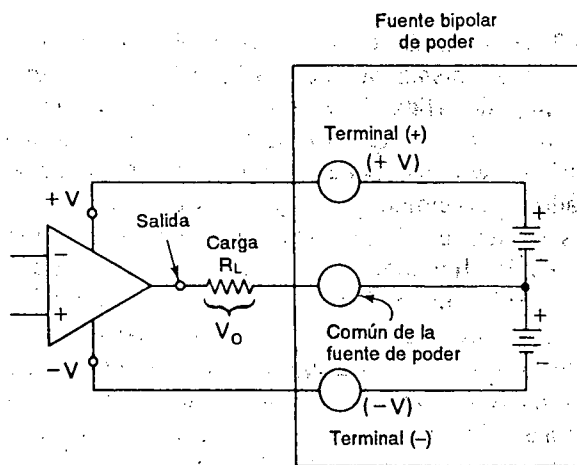 Fuente bipolar
de poder
Terminal (+)
(+ V)
+ V
Salida
Carga
R_L
+
-
-
+
V_O
Común de la
fuente de poder
+
-
-V
(-V)
Terminal (-)